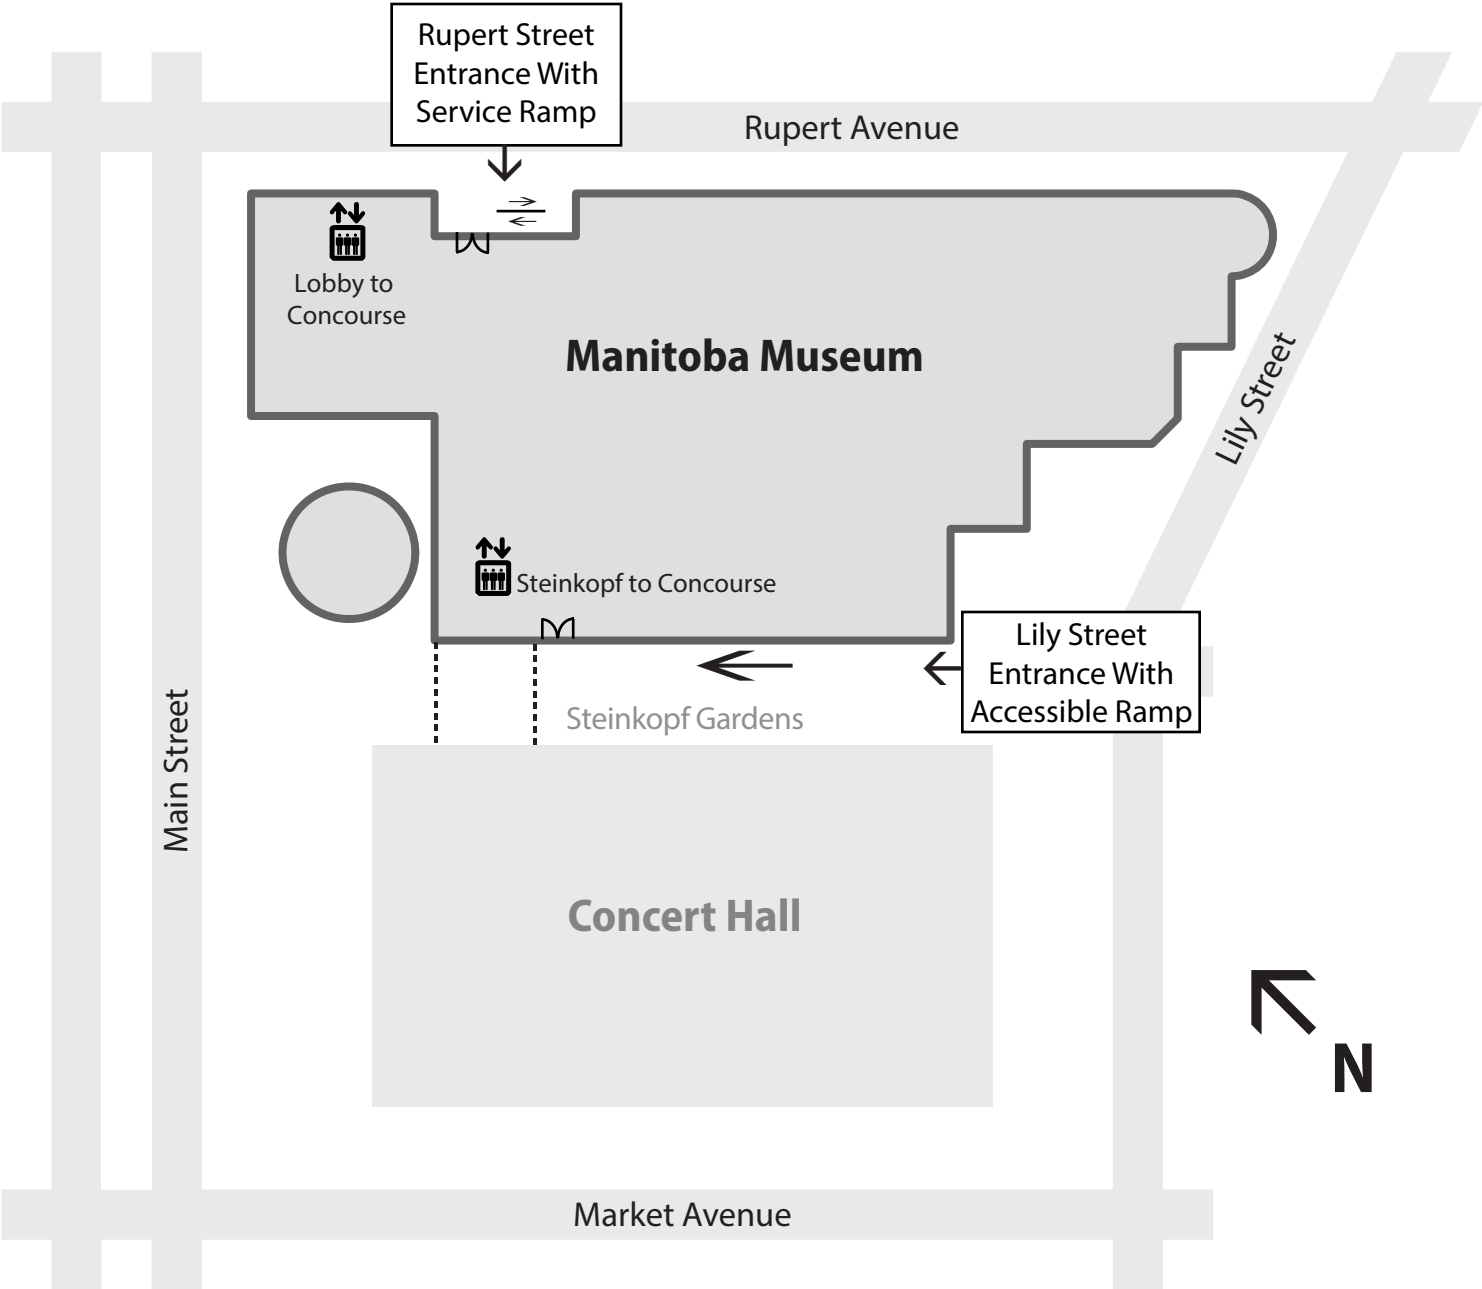 Rupert Street
Entrance With
Service Ramp
Rupert Avenue
Lobby to
Concourse
Manitoba Museum
Lily Street
Steinkopf to Concourse
Lily Street
Entrance With
Accessible Ramp
Steinkopf Gardens
Main Street
Concert Hall
N
Market Avenue